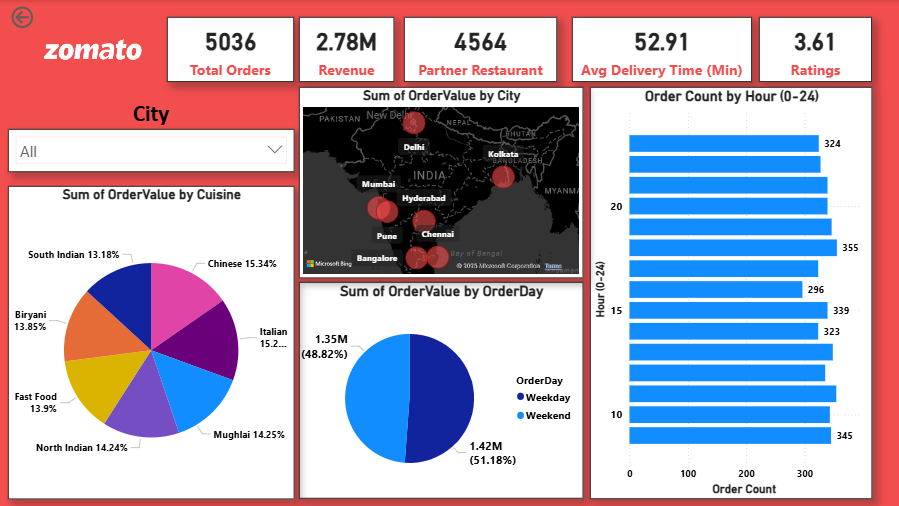 zomato
5036
Total Orders
2.78M
Revenue
4564
Partner Restaurant
52.91
Avg Delivery Time (Min)
3.61
Ratings
City
All
Sum of OrderValue by Cuisine
South Indian 13.18%
Chinese 15.34%
Biryani
13.85%
Italian
15.2...
Fast Food
13.9%
Mughlai 14.25%
North Indian 14.24%
Sum of OrderValue by City
PAKISTAN
New Delhi
NEPAL
BHUTAN
Delhi
Kolkata
BANGLADESH
INDIA
Mumbai
MYANMA
Hyderabad
Pune
Chennai
Bangalore
Bay of Bengal
Microsoft Bing
© 2025 Microsoft Corporation Terms
Sum of OrderValue by OrderDay
1.35M
(48.82%)
OrderDay
Weekday
Weekend
1.42M
(51.18%)
Order Count by Hour (0-24)
Hour (0-24)
324
20
355
296
15
339
323
10
345
0
100
200
300
Order Count